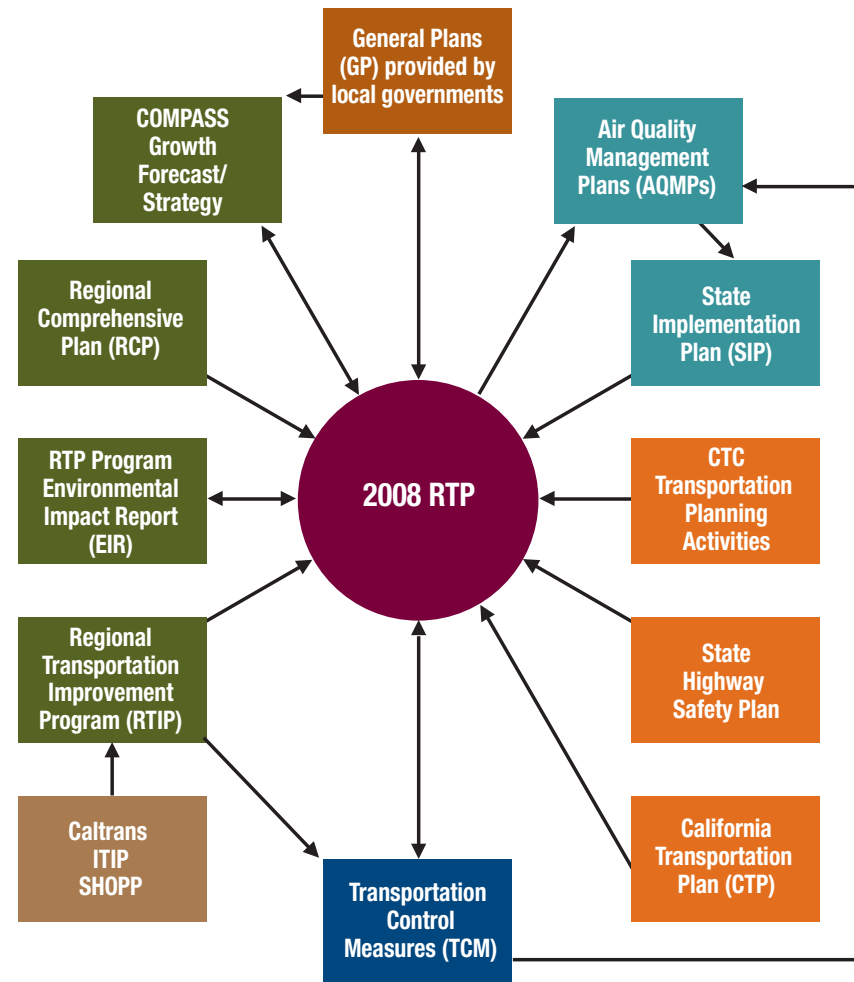 General Plans
(GP) provided by
local governments
COMPASS
Growth
Forecast/
Strategy
Air Quality
Management
Plans (AQMPs)
Regional
Comprehensive
Plan (RCP)
State
Implementation
Plan (SIP)
RTP Program
Environmental
Impact Report
(EIR)
2008 RTP
CTC
Transportation
Planning
Activities
Regional
Transportation
Improvement
Program (RTIP)
State
Highway
Safety Plan
Caltrans
ITIP
SHOPP
Transportation
Control
Measures (TCM)
California
Transportation
Plan (CTP)